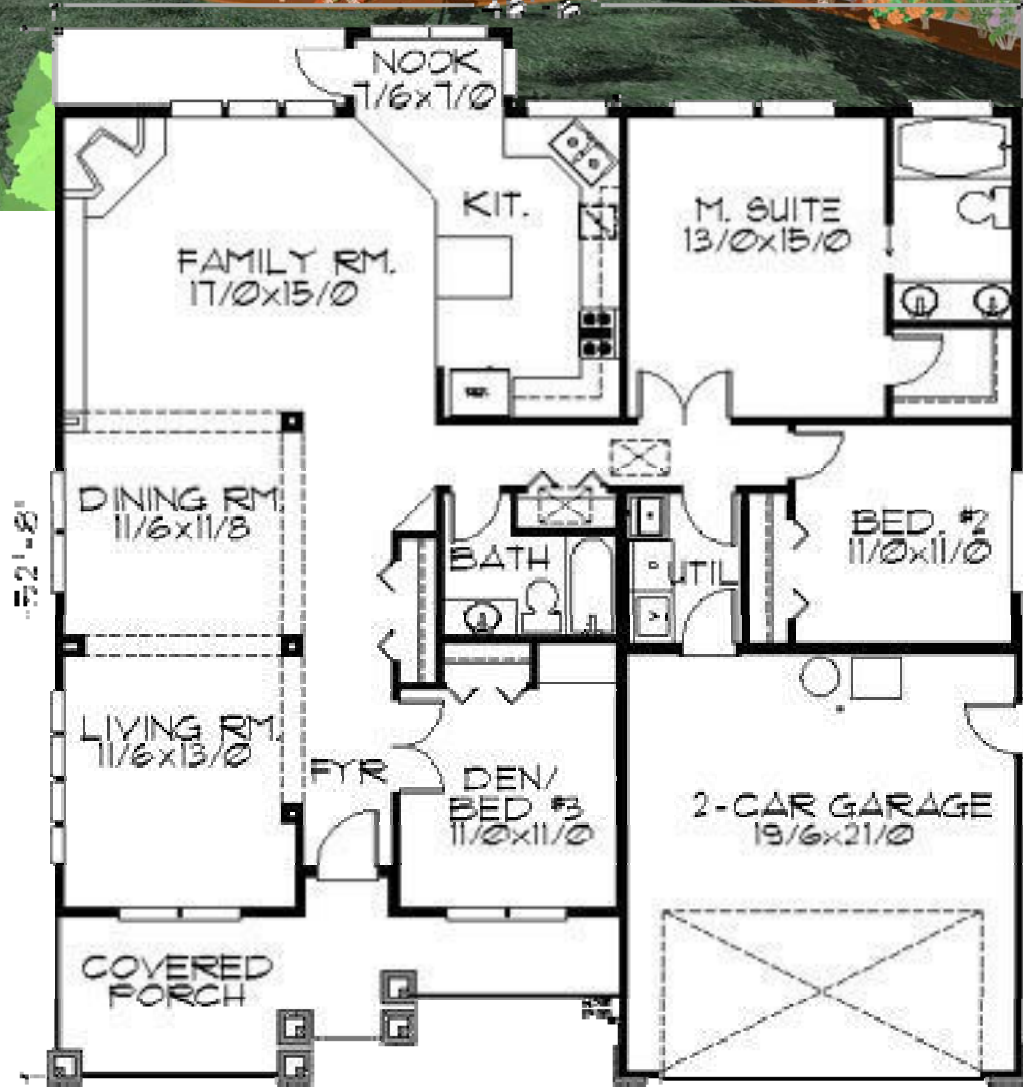 NOOK
7/6x7/0
KIT.
M. SUITE
13/0x15/0
FAMILY RM.
17/0x15/0
DINING RM.
11/6x11/8
BATH
UTIL
BED. #2
11/0x11/0
52'-8"
LIVING RM.
11/6x13/0
FYR
DEN/
BED #3
11/0x11/0
2-CAR GARAGE
19/6x21/0
COVERED
PORCH